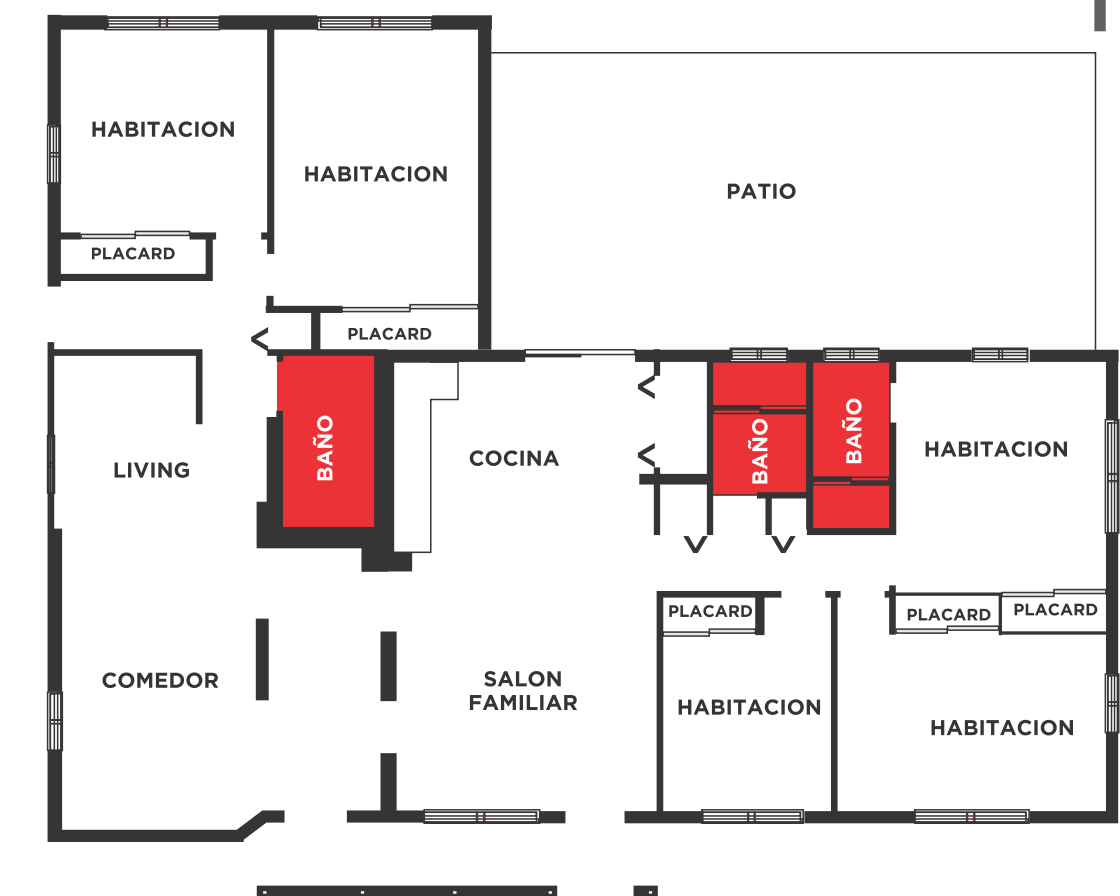 HABITACION
HABITACION
PATIO
PLACARD
PLACARD
BAÑO
BAÑO
BAÑO
LIVING
COCINA
HABITACION
PLACARD
PLACARD
PLACARD
COMEDOR
SALON
FAMILIAR
HABITACION
HABITACION